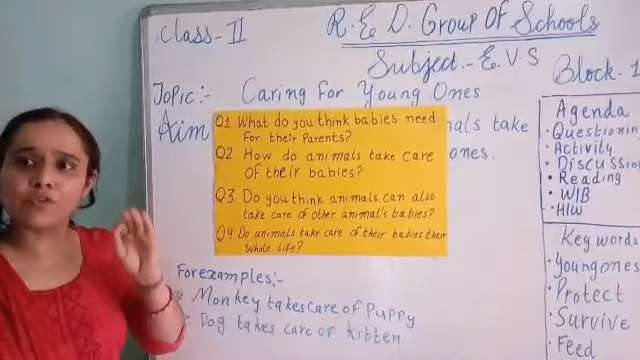 Class-II
R.E.D. Group Of Schools
Subject:- E.V.S
Block-1
Topic:- Caring For Young Ones
Aim
take
ones.
Q1 What do you think babies need
for their Parents?
Q2 How do animals take care
of their babies?
Q3 Do you think animals can also
take care of other animal's babies?
Q4 Do animals take care of their babies their
whole life?
For examples:-
Monkey takes care of Puppy
Dog takes care of kitten.
Agenda
• Questionin
• Activity
• Discussio
• Reading
• WIB
• H/W
Key words
• Young ones
• Protect
• Survive
• Feed